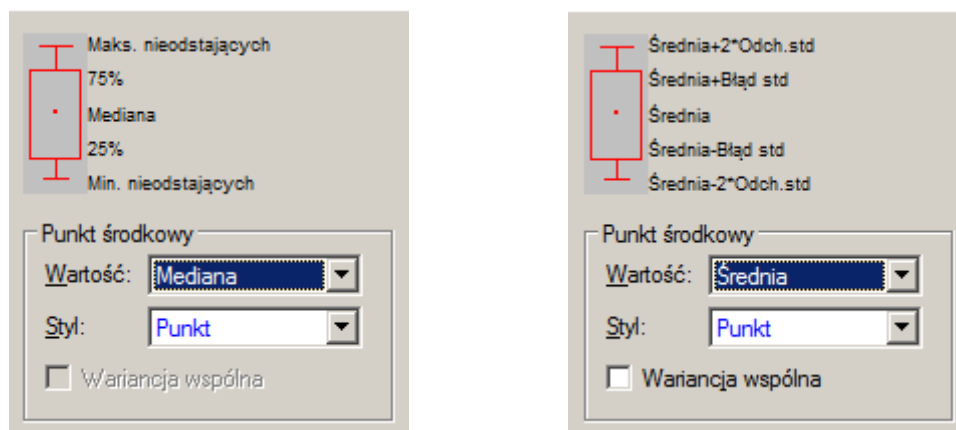 Maks. nieodstających
75%
Mediana
25%
Min. nieodstających
Punkt środkowy
Wartość: Mediana
Styl: Punkt
Wariancja wspólna
Średnia+2*Odch.std
Średnia+Błąd std
Średnia
Średnia-Błąd std
Średnia-2*Odch.std
Punkt środkowy
Wartość: Średnia
Styl: Punkt
Wariancja wspólna